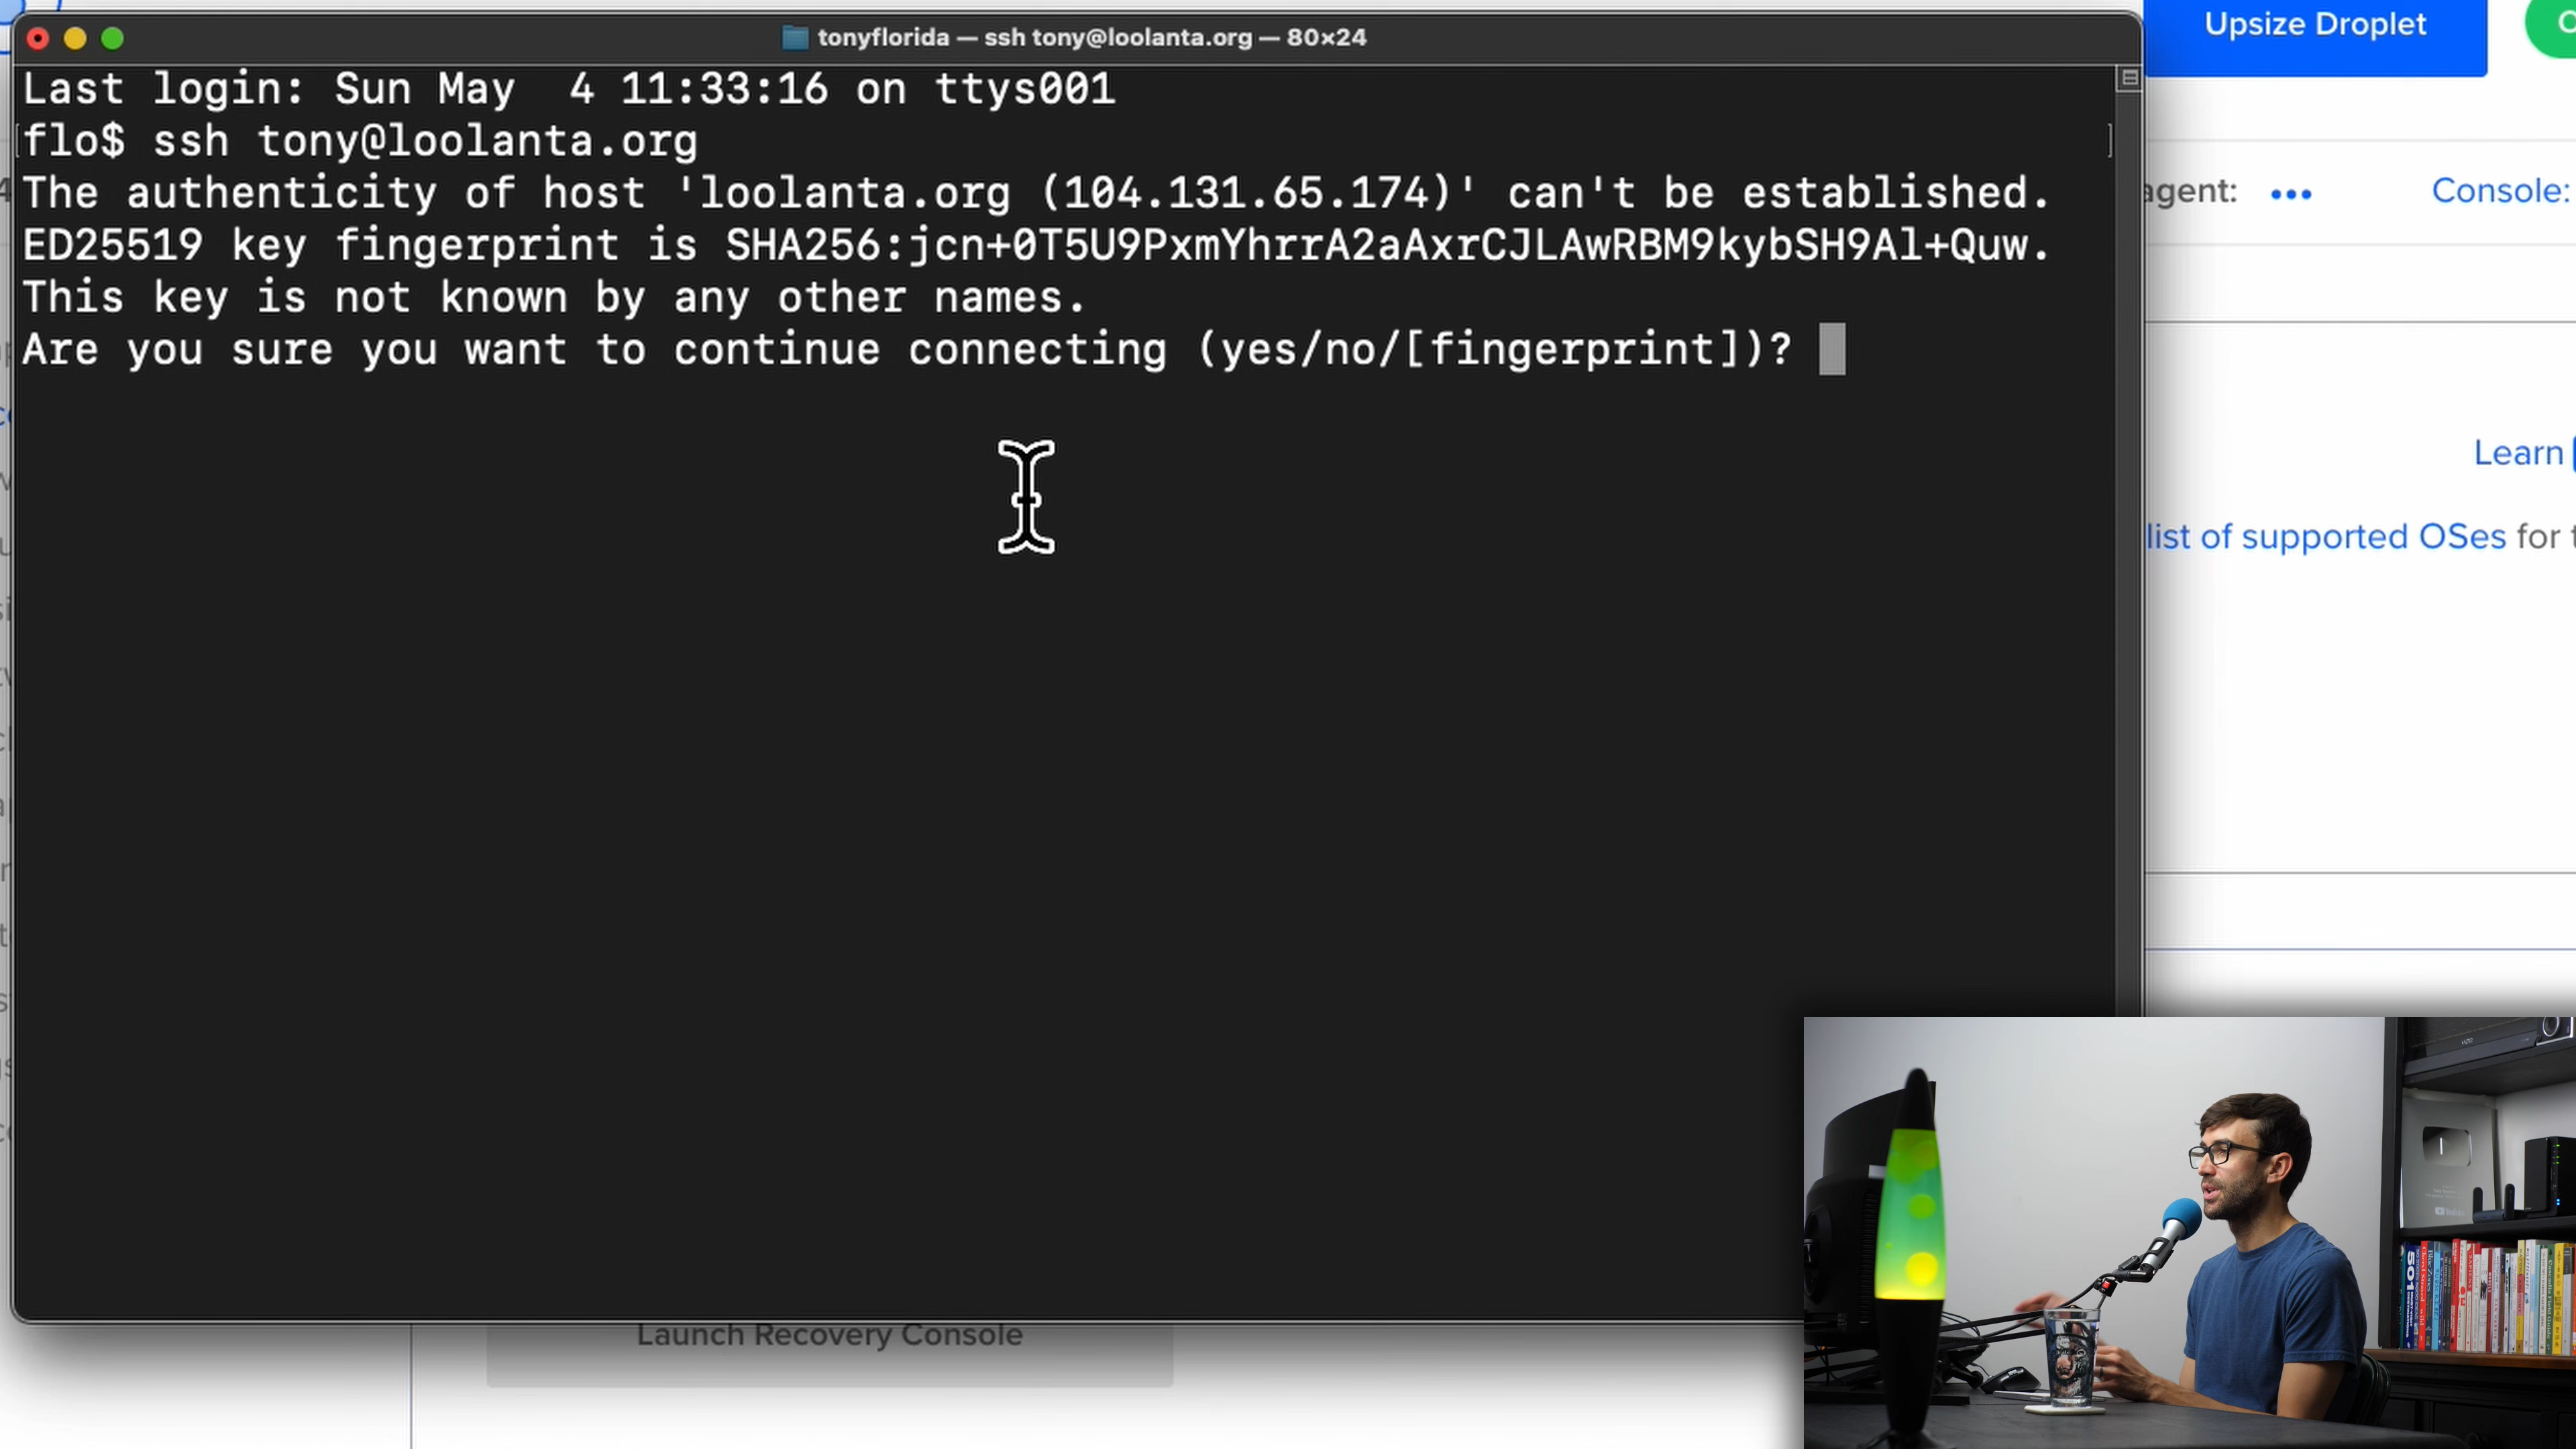 tonyflorida — ssh tony@loolanta.org — 80×24
Upsize Droplet
Last login: Sun May  4 11:33:16 on ttys001
flo$ ssh tony@loolanta.org
The authenticity of host 'loolanta.org (104.131.65.174)' can't be established.
ED25519 key fingerprint is SHA256:jcn+0T5U9PxmYhrrA2aAxrCJLAwRBM9kybSH9Al+Quw.
This key is not known by any other names.
Are you sure you want to continue connecting (yes/no/[fingerprint])?
agent:
Console:
Learn
list of supported OSes for
Launch Recovery Console